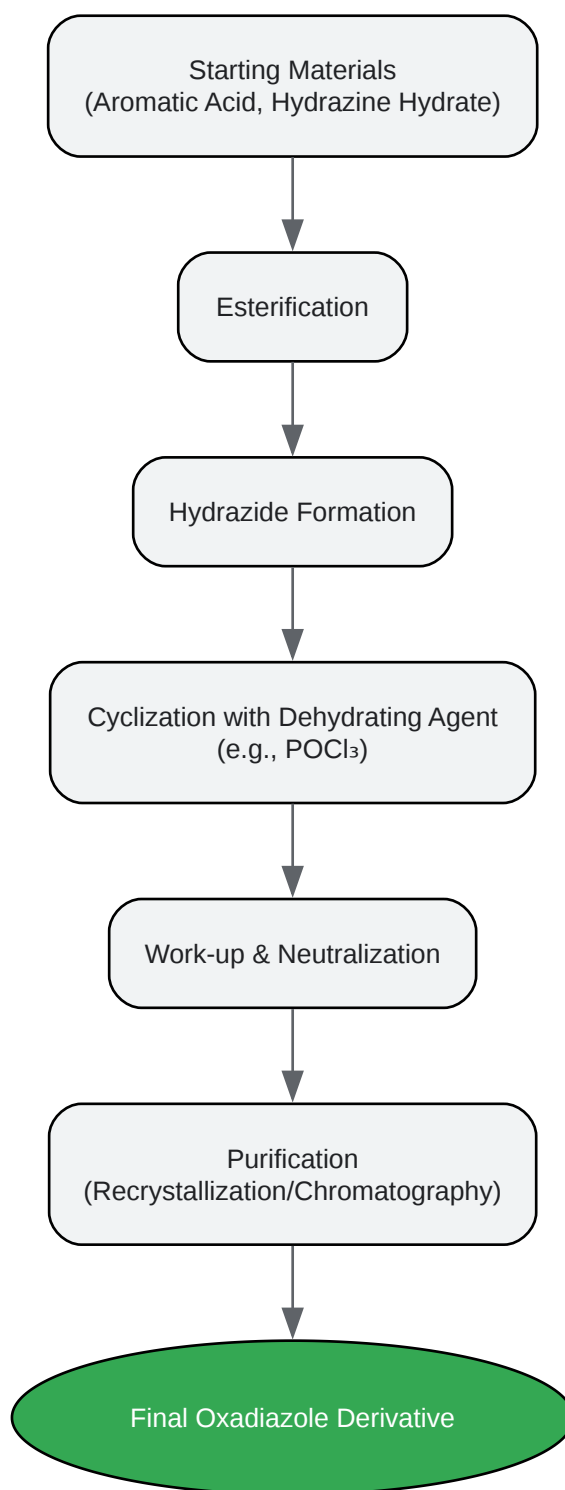 Starting Materials
(Aromatic Acid, Hydrazine Hydrate)
Esterification
Hydrazide Formation
Cyclization with Dehydrating Agent
(e.g., POCl₃)
Work-up & Neutralization
Purification
(Recrystallization/Chromatography)
Final Oxadiazole Derivative